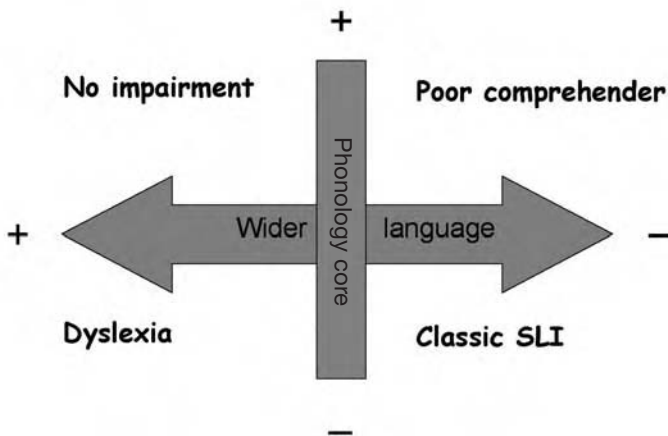 +
No impairment
Poor comprehender
Phonology core
+
Wider language
−
Dyslexia
Classic SLI
−